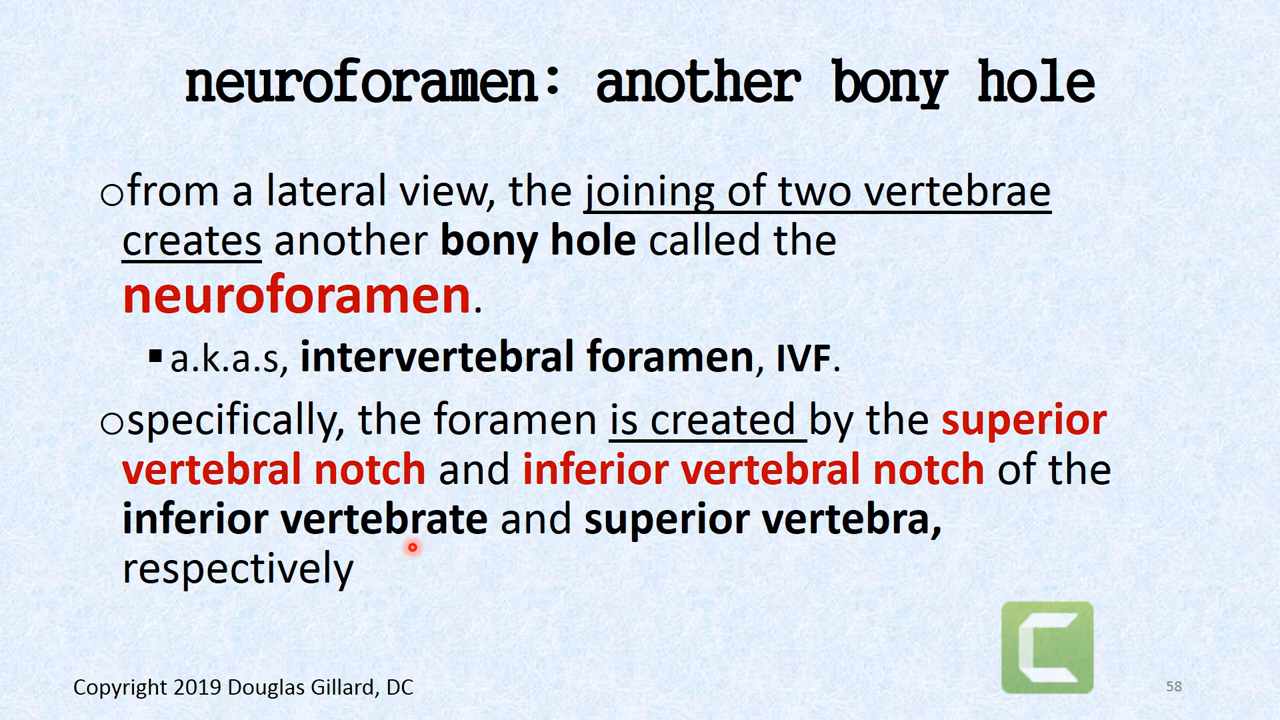 neuroforamen: another bony hole
○from a lateral view, the joining of two vertebrae
creates another bony hole called the
neuroforamen.
▪a.k.a.s, intervertebral foramen, IVF.
○specifically, the foramen is created by the superior
vertebral notch and inferior vertebral notch of the
inferior vertebrate and superior vertebra,
respectively
Copyright 2019 Douglas Gillard, DC
58